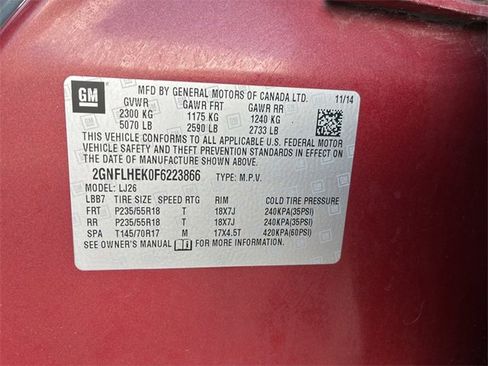 GM
MFD BY GENERAL MOTORS OF CANADA LTD. 11/14
GVWR GAWR FRT GAWR RR
2300 KG 1175 KG 1240 KG
5070 LB 2590 LB 2733 LB
THIS VEHICLE CONFORMS TO ALL APPLICABLE U.S. FEDERAL MOTOR
VEHICLE SAFETY AND THEFT PREVENTION STANDARDS IN EFFECT ON
THE DATE OF MANUFACTURE SHOWN ABOVE.
2GNFLHEK0F6223866 TYPE: M.P.V.
MODEL: LJ26
LBB7 TIRE SIZE SPEED RTG RIM COLD TIRE PRESSURE
FRT P235/55R18 T 18X7J 240KPA(35PSI)
RR P235/55R18 T 18X7J 240KPA(35PSI)
SPA T145/70R17 M 17X4.5T 420KPA(60PSI)
SEE OWNER'S MANUAL FOR MORE INFORMATION.